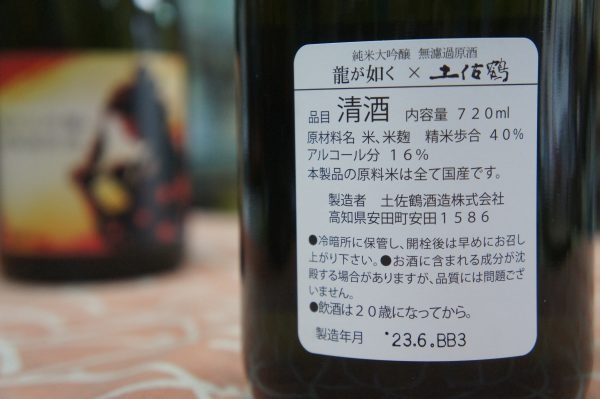 純米大吟醸 無濾過原酒
龍が如く × 土佐鶴
品目 清酒 内容量 720ml
原材料名 米、米麹 精米歩合 40%
アルコール分 16%
本製品の原料米は全て国産です。
製造者 土佐鶴酒造株式会社
高知県安田町安田1586
●冷暗所に保管し、開栓後は早めにお召し
上がり下さい。●お酒に含まれる成分が沈
殿する場合がありますが、品質には問題ござ
いません。
●飲酒は20歳になってから。
製造年月 '23.6.BB3